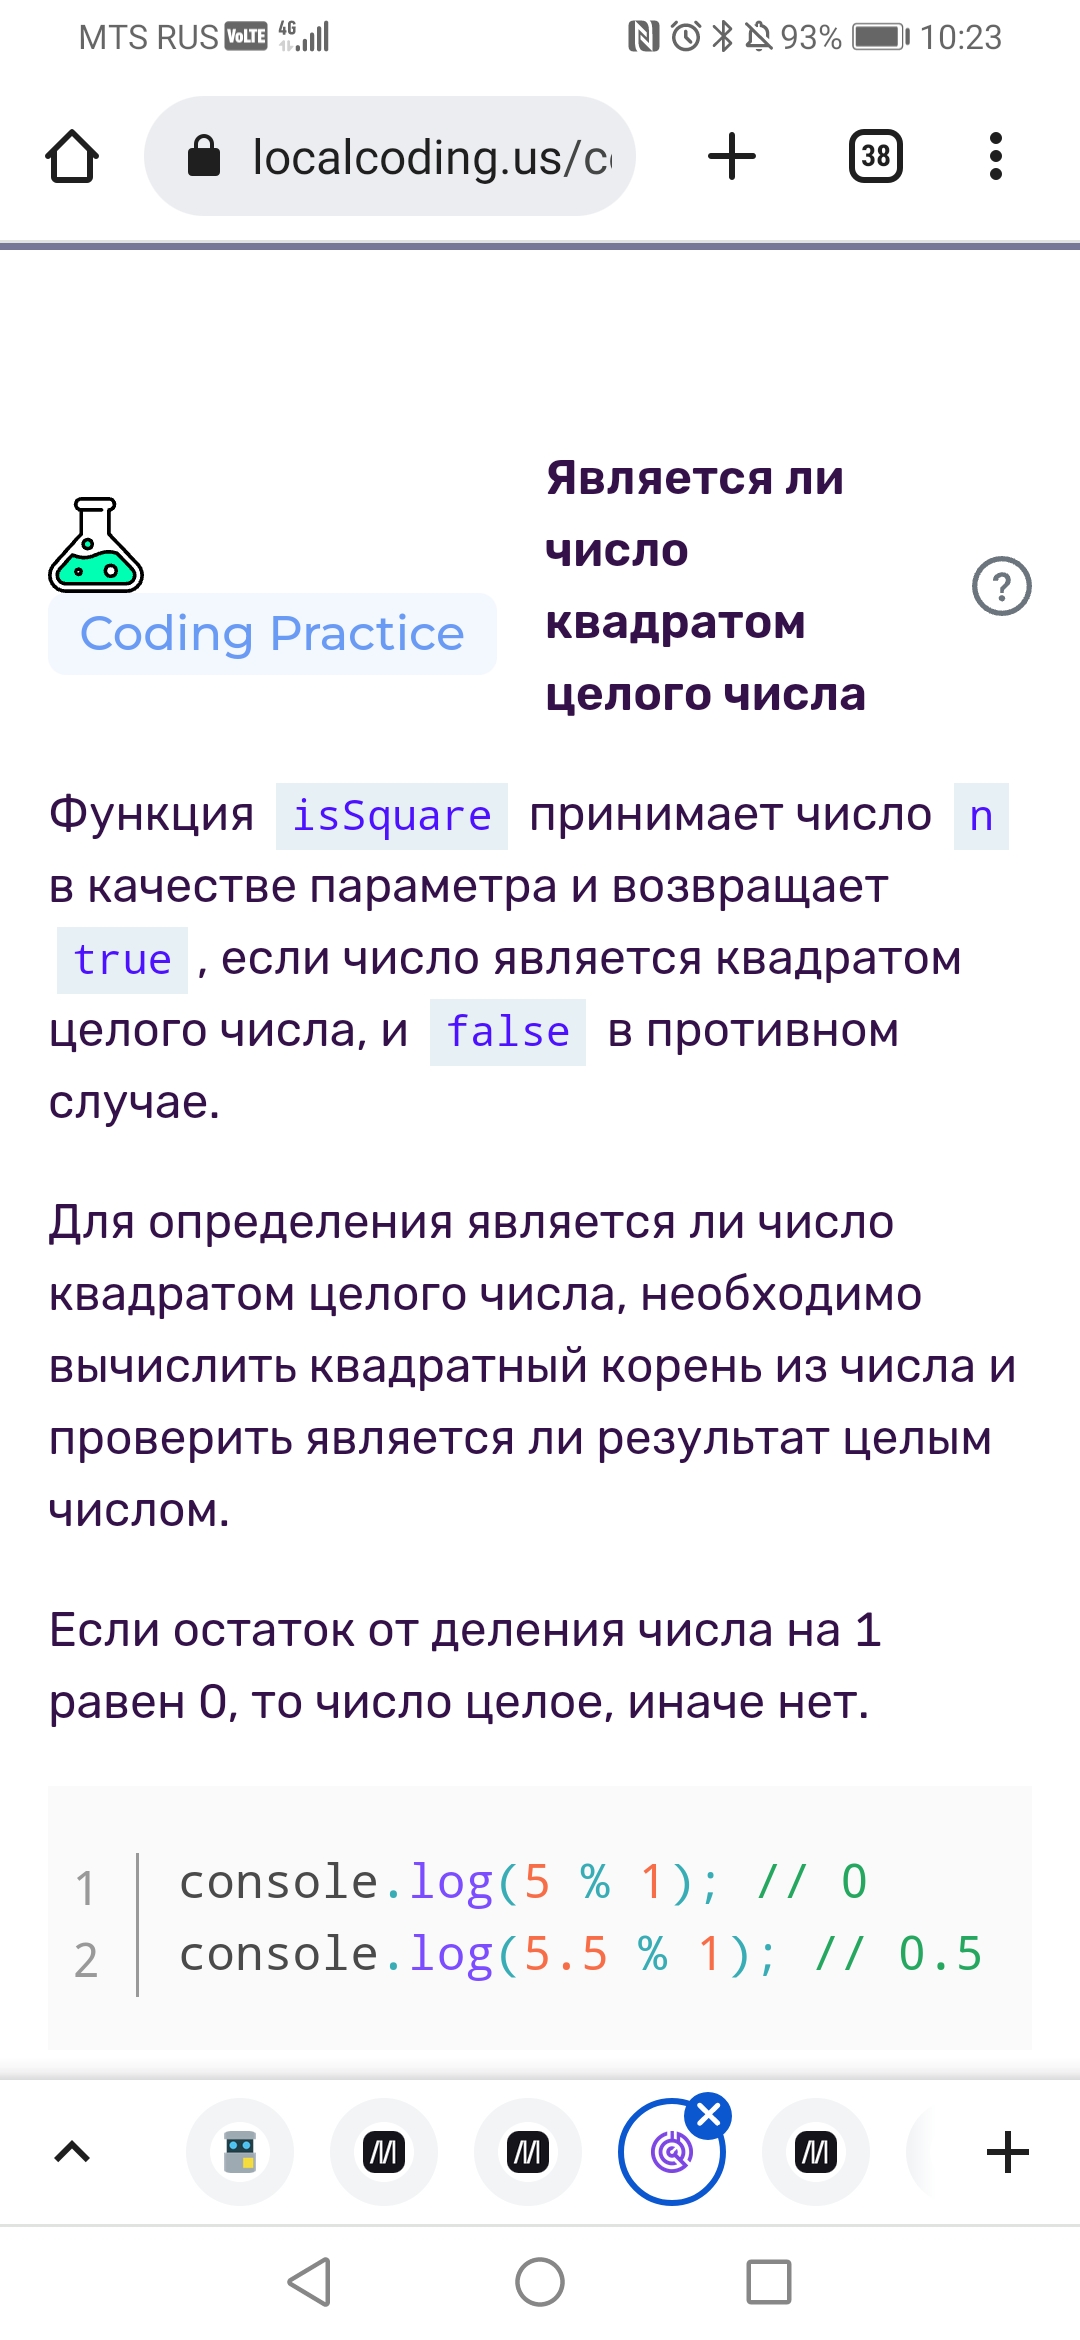 MTS RUS VoLTE 4G 93% 10:23
localcoding.us/c
38
Является ли
число
квадратом
целого числа
?
Coding Practice
Функция isSquare принимает число n
в качестве параметра и возвращает
true , если число является квадратом
целого числа, и false в противном
случае.
Для определения является ли число
квадратом целого числа, необходимо
вычислить квадратный корень из числа и
проверить является ли результат целым
числом.
Если остаток от деления числа на 1
равен 0, то число целое, иначе нет.
1 console.log(5 % 1); // 0
2 console.log(5.5 % 1); // 0.5